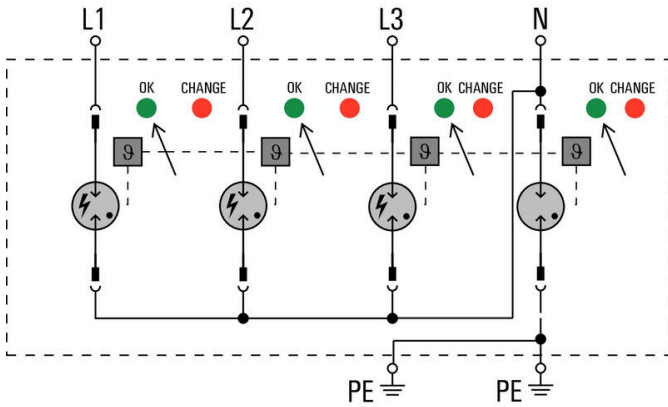 L1 L2 L3 N
OK CHANGE OK CHANGE OK CHANGE OK CHANGE
ϑ ϑ ϑ ϑ
PE PE